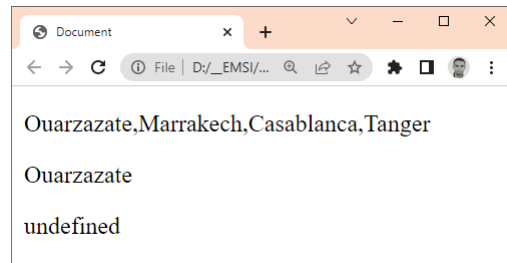 Document
File
D:/__EMSI/...
Ouarzazate,Marrakech,Casablanca,Tanger
Ouarzazate
undefined